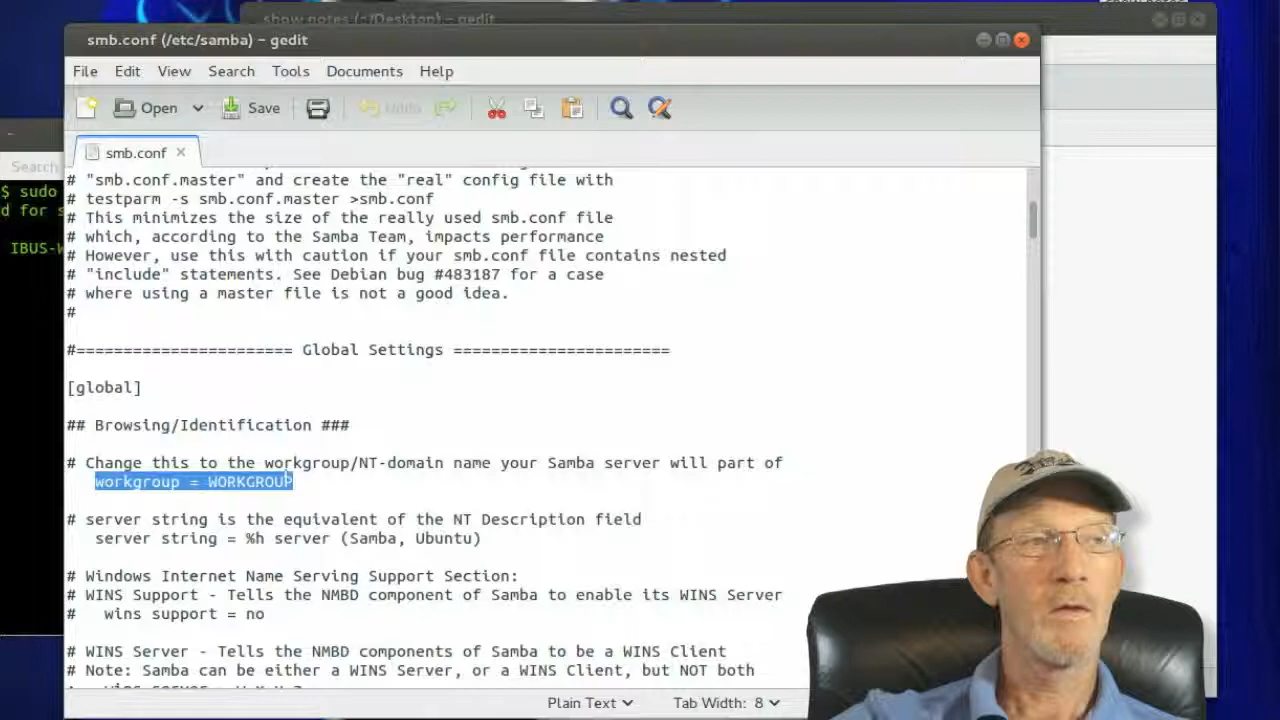 show notes (~/Desktop) - gedit
smb.conf (/etc/samba) - gedit
File Edit View Search Tools Documents Help
Open Save Undo
smb.conf
Search
$ sudo
d for s
IBUS-W
# "smb.conf.master" and create the "real" config file with
# testparm -s smb.conf.master >smb.conf
# This minimizes the size of the really used smb.conf file
# which, according to the Samba Team, impacts performance
# However, use this with caution if your smb.conf file contains nested
# "include" statements. See Debian bug #483187 for a case
# where using a master file is not a good idea.
#
#======================= Global Settings =======================
[global]
## Browsing/Identification ###
# Change this to the workgroup/NT-domain name your Samba server will part of
workgroup = WORKGROUP
# server string is the equivalent of the NT Description field
server string = %h server (Samba, Ubuntu)
# Windows Internet Name Serving Support Section:
# WINS Support - Tells the NMBD component of Samba to enable its WINS Server
#   wins support = no
# WINS Server - Tells the NMBD components of Samba to be a WINS Client
# Note: Samba can be either a WINS Server, or a WINS Client, but NOT both
Plain Text Tab Width: 8